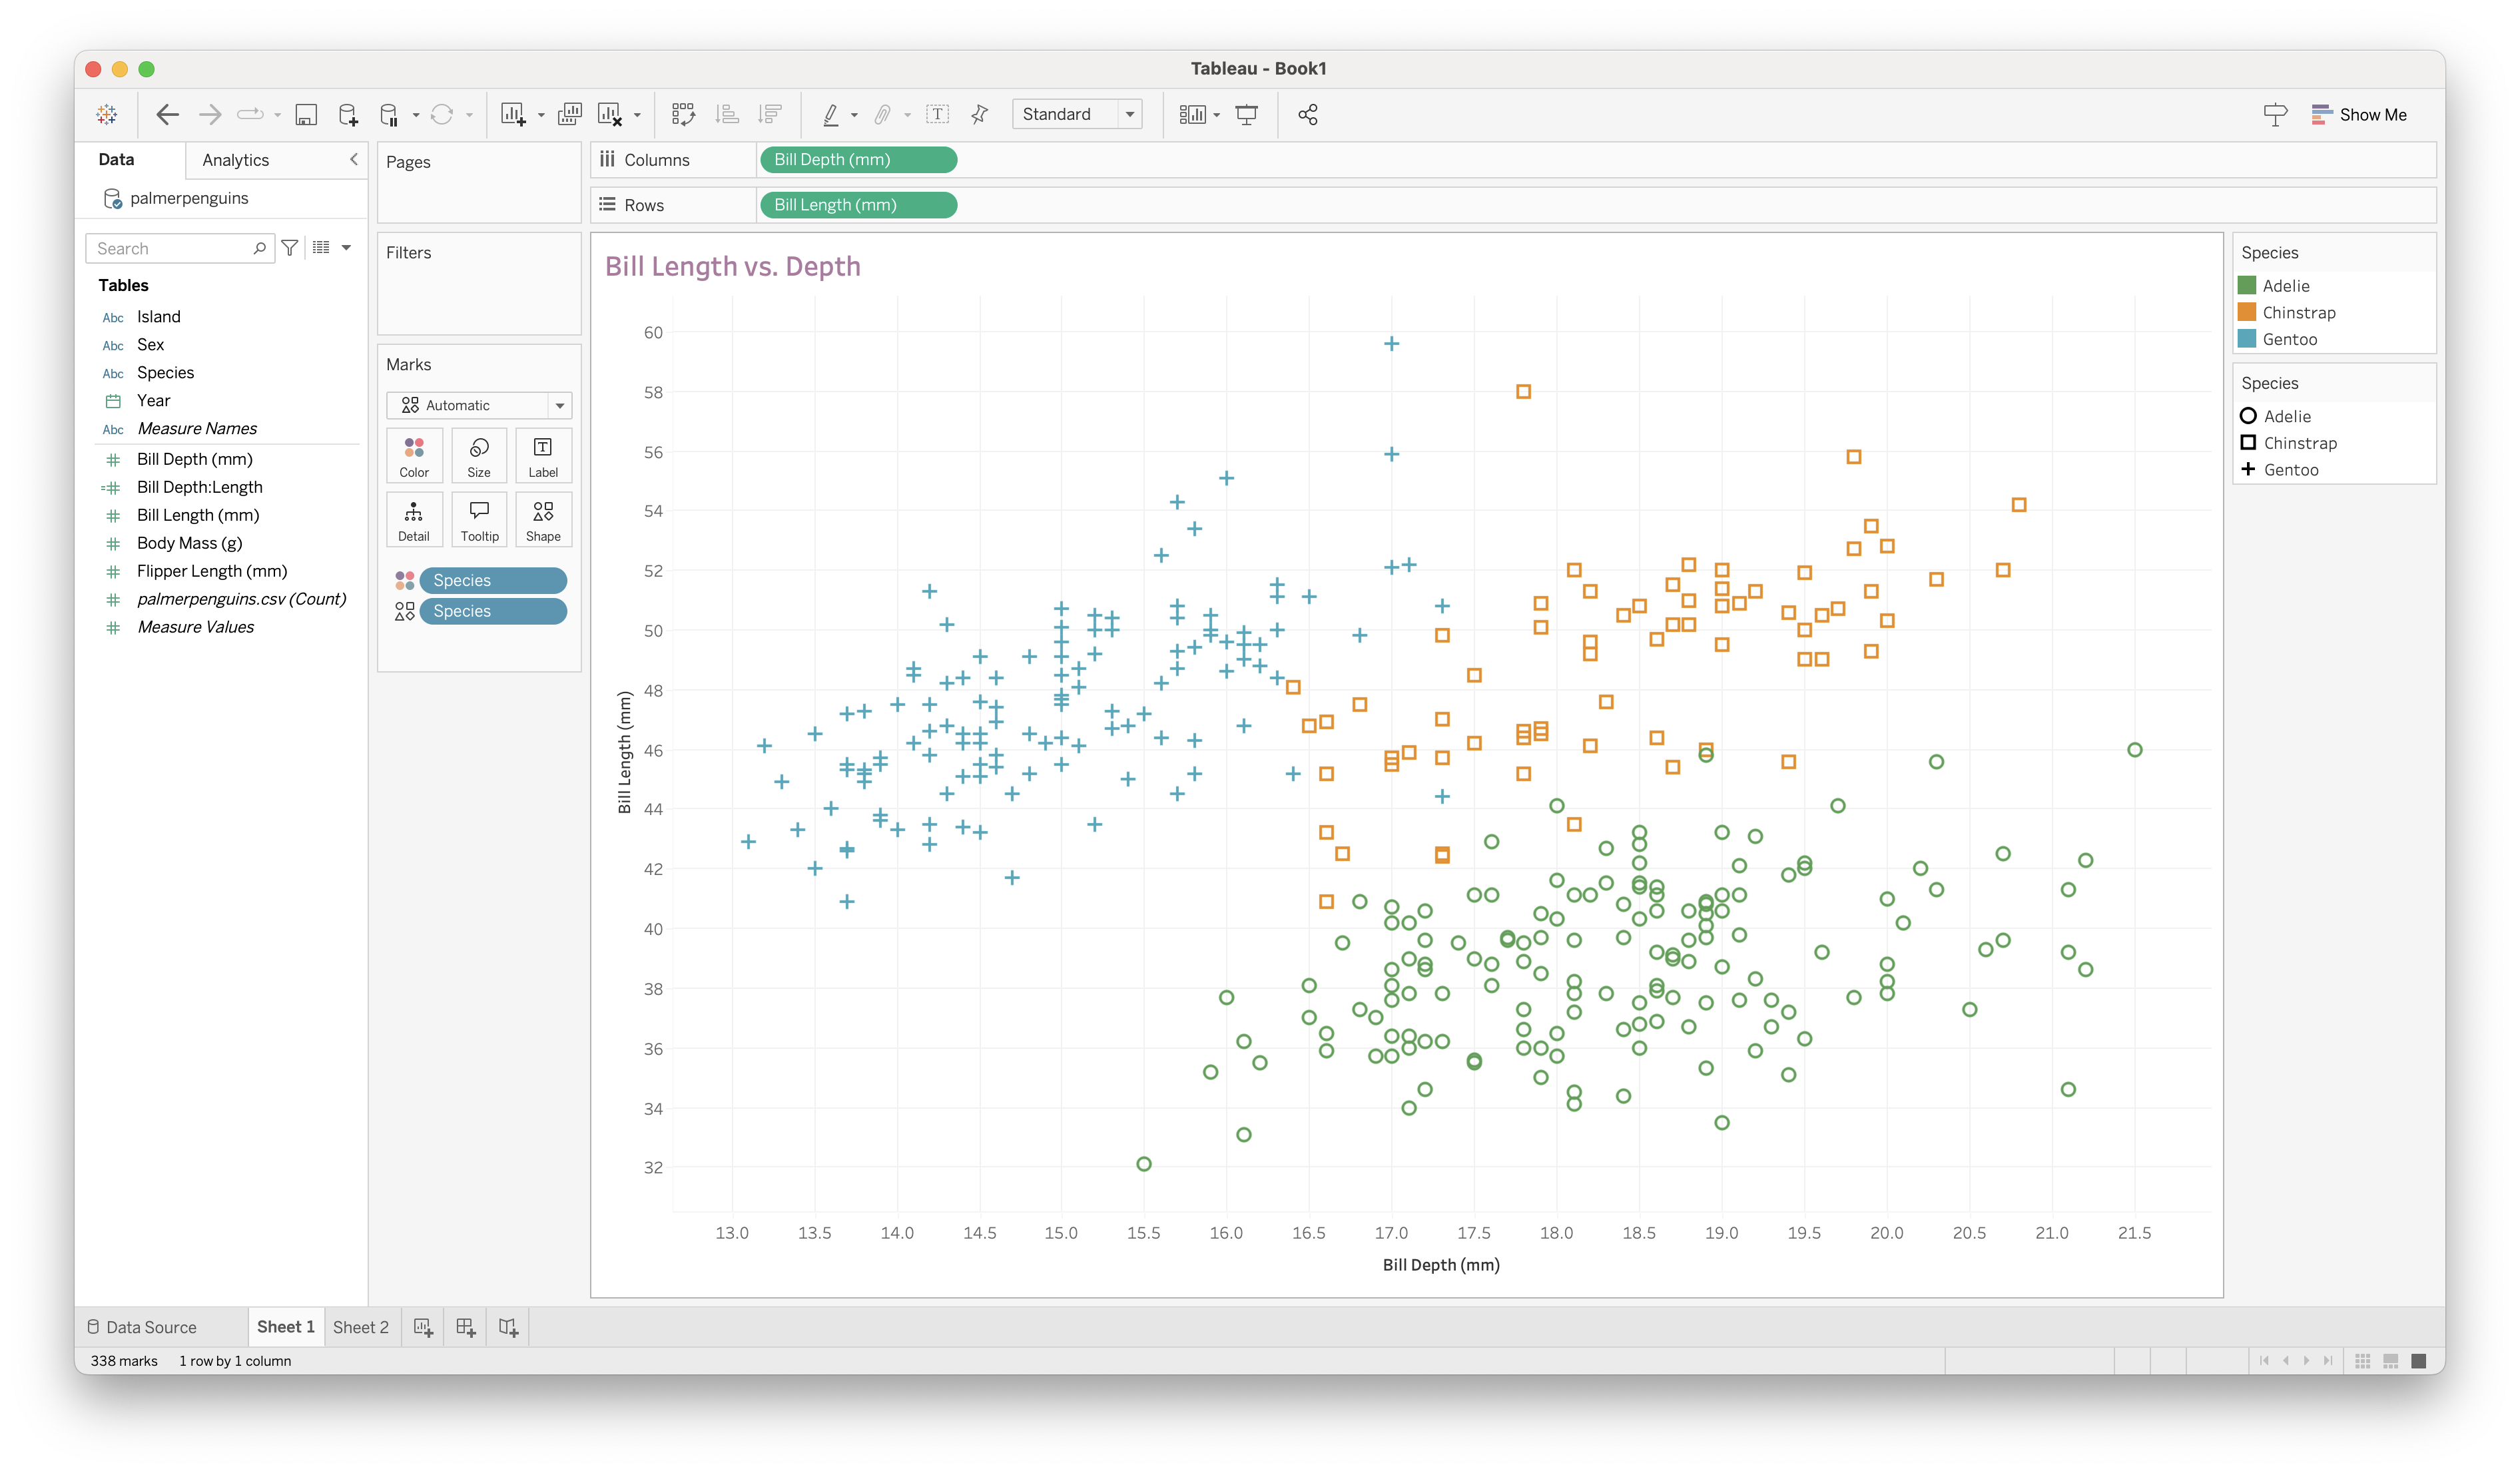 Tableau - Book1
Standard
Show Me
Data
Analytics
palmerpenguins
Search
Tables
Abc Island
Abc Sex
Abc Species
Year
Abc Measure Names
Bill Depth (mm)
=# Bill Depth:Length
# Bill Length (mm)
# Body Mass (g)
# Flipper Length (mm)
# palmerpenguins.csv (Count)
# Measure Values
Pages
Filters
Marks
Automatic
Color
Size
Label
Detail
Tooltip
Shape
Species
Species
Columns
Bill Depth (mm)
Rows
Bill Length (mm)
Bill Length vs. Depth
60
58
56
54
52
50
48
46
44
42
40
38
36
34
32
Bill Length (mm)
13.0 13.5 14.0 14.5 15.0 15.5 16.0 16.5 17.0 17.5 18.0 18.5 19.0 19.5 20.0 20.5 21.0 21.5
Bill Depth (mm)
Species
Adelie
Chinstrap
Gentoo
Species
Adelie
Chinstrap
Gentoo
Data Source
Sheet 1
Sheet 2
338 marks 1 row by 1 column